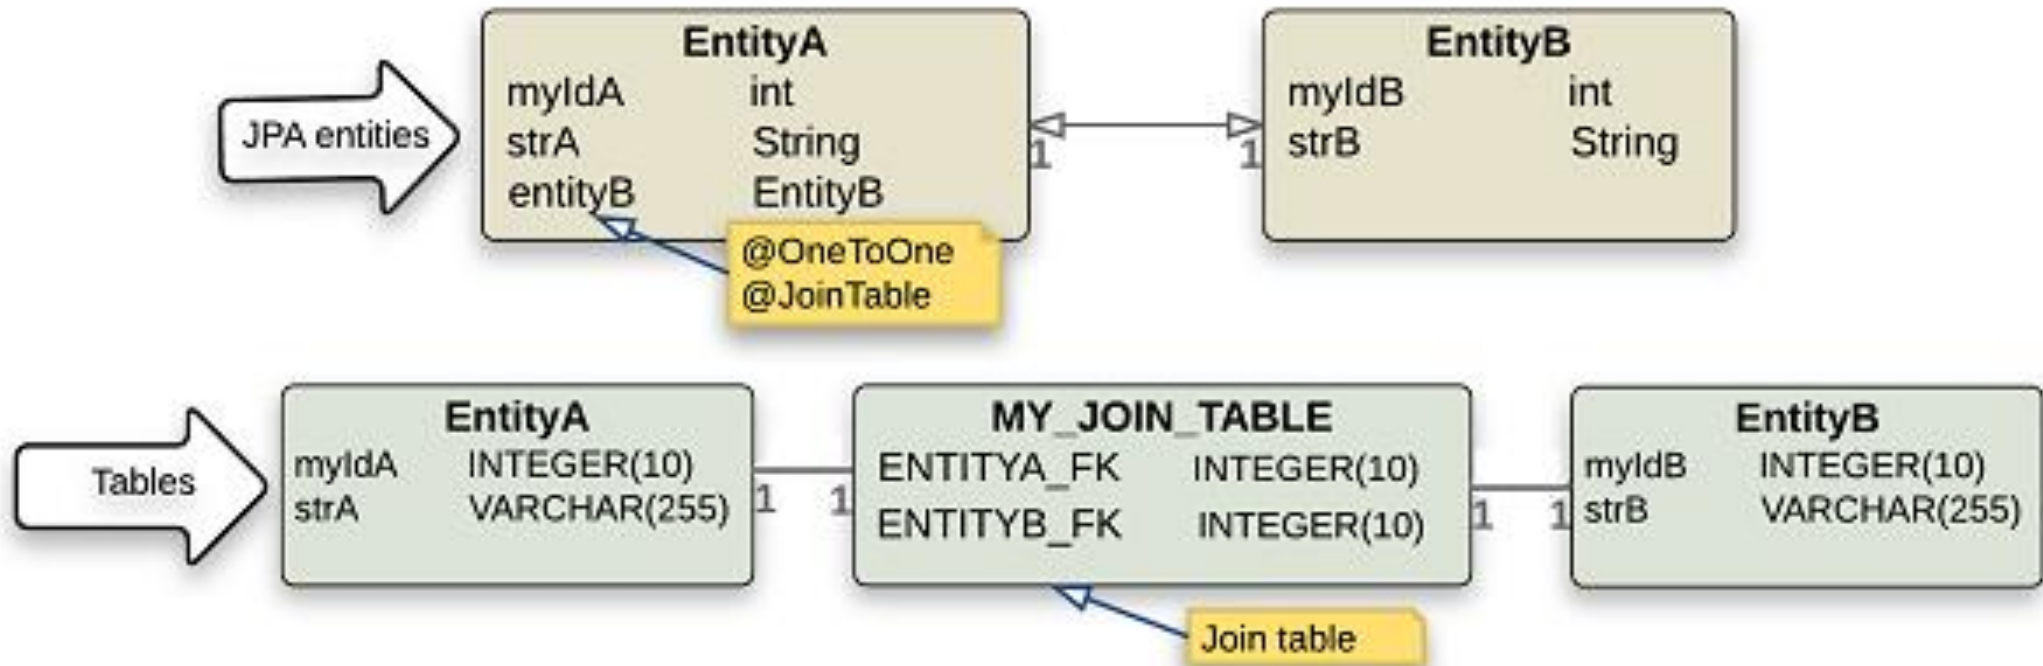 EntityA
myIdA int
strA String
entityB EntityB
EntityB
myIdB int
strB String
JPA entities
1 1
@OneToOne
@JoinTable
Tables
EntityA
myIdA INTEGER(10)
strA VARCHAR(255)
1 1
MY_JOIN_TABLE
ENTITYA_FK INTEGER(10)
ENTITYB_FK INTEGER(10)
1 1
EntityB
myIdB INTEGER(10)
strB VARCHAR(255)
Join table